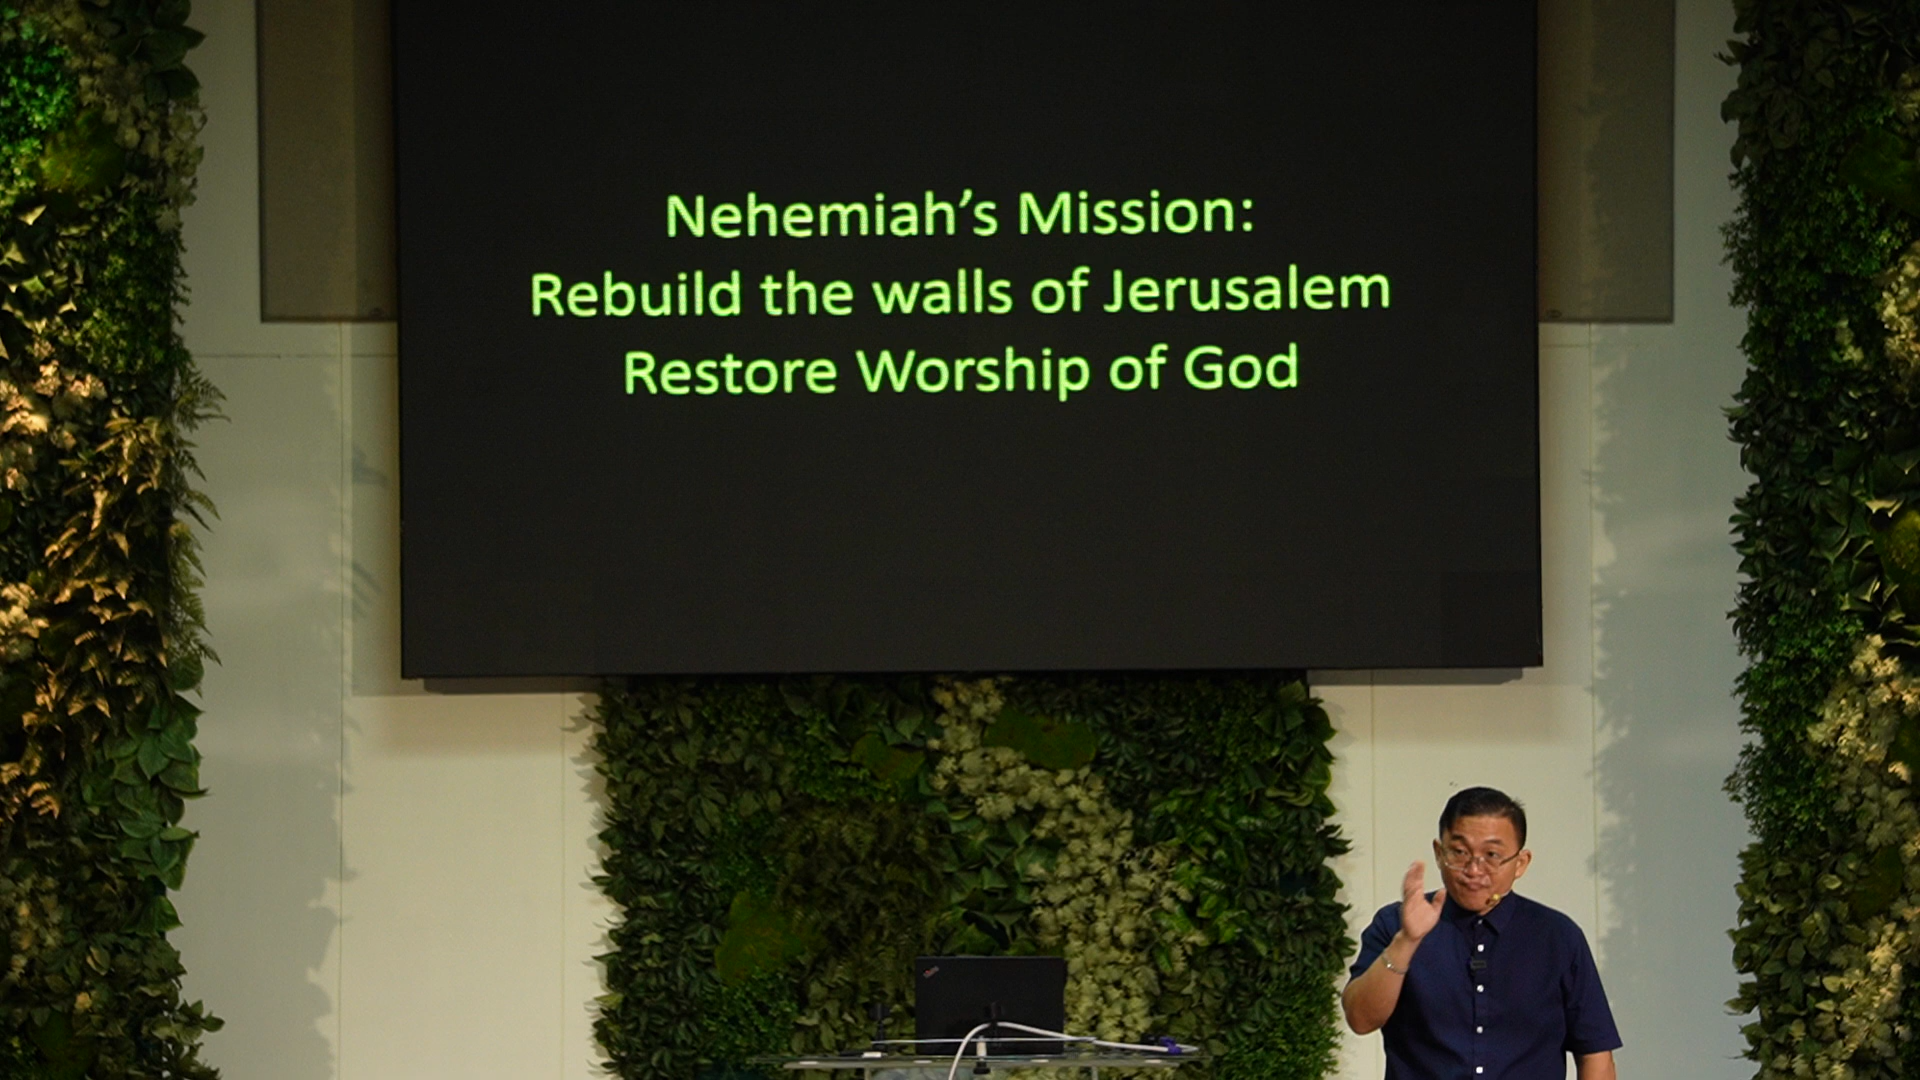 Nehemiah’s Mission:
Rebuild the walls of Jerusalem
Restore Worship of God